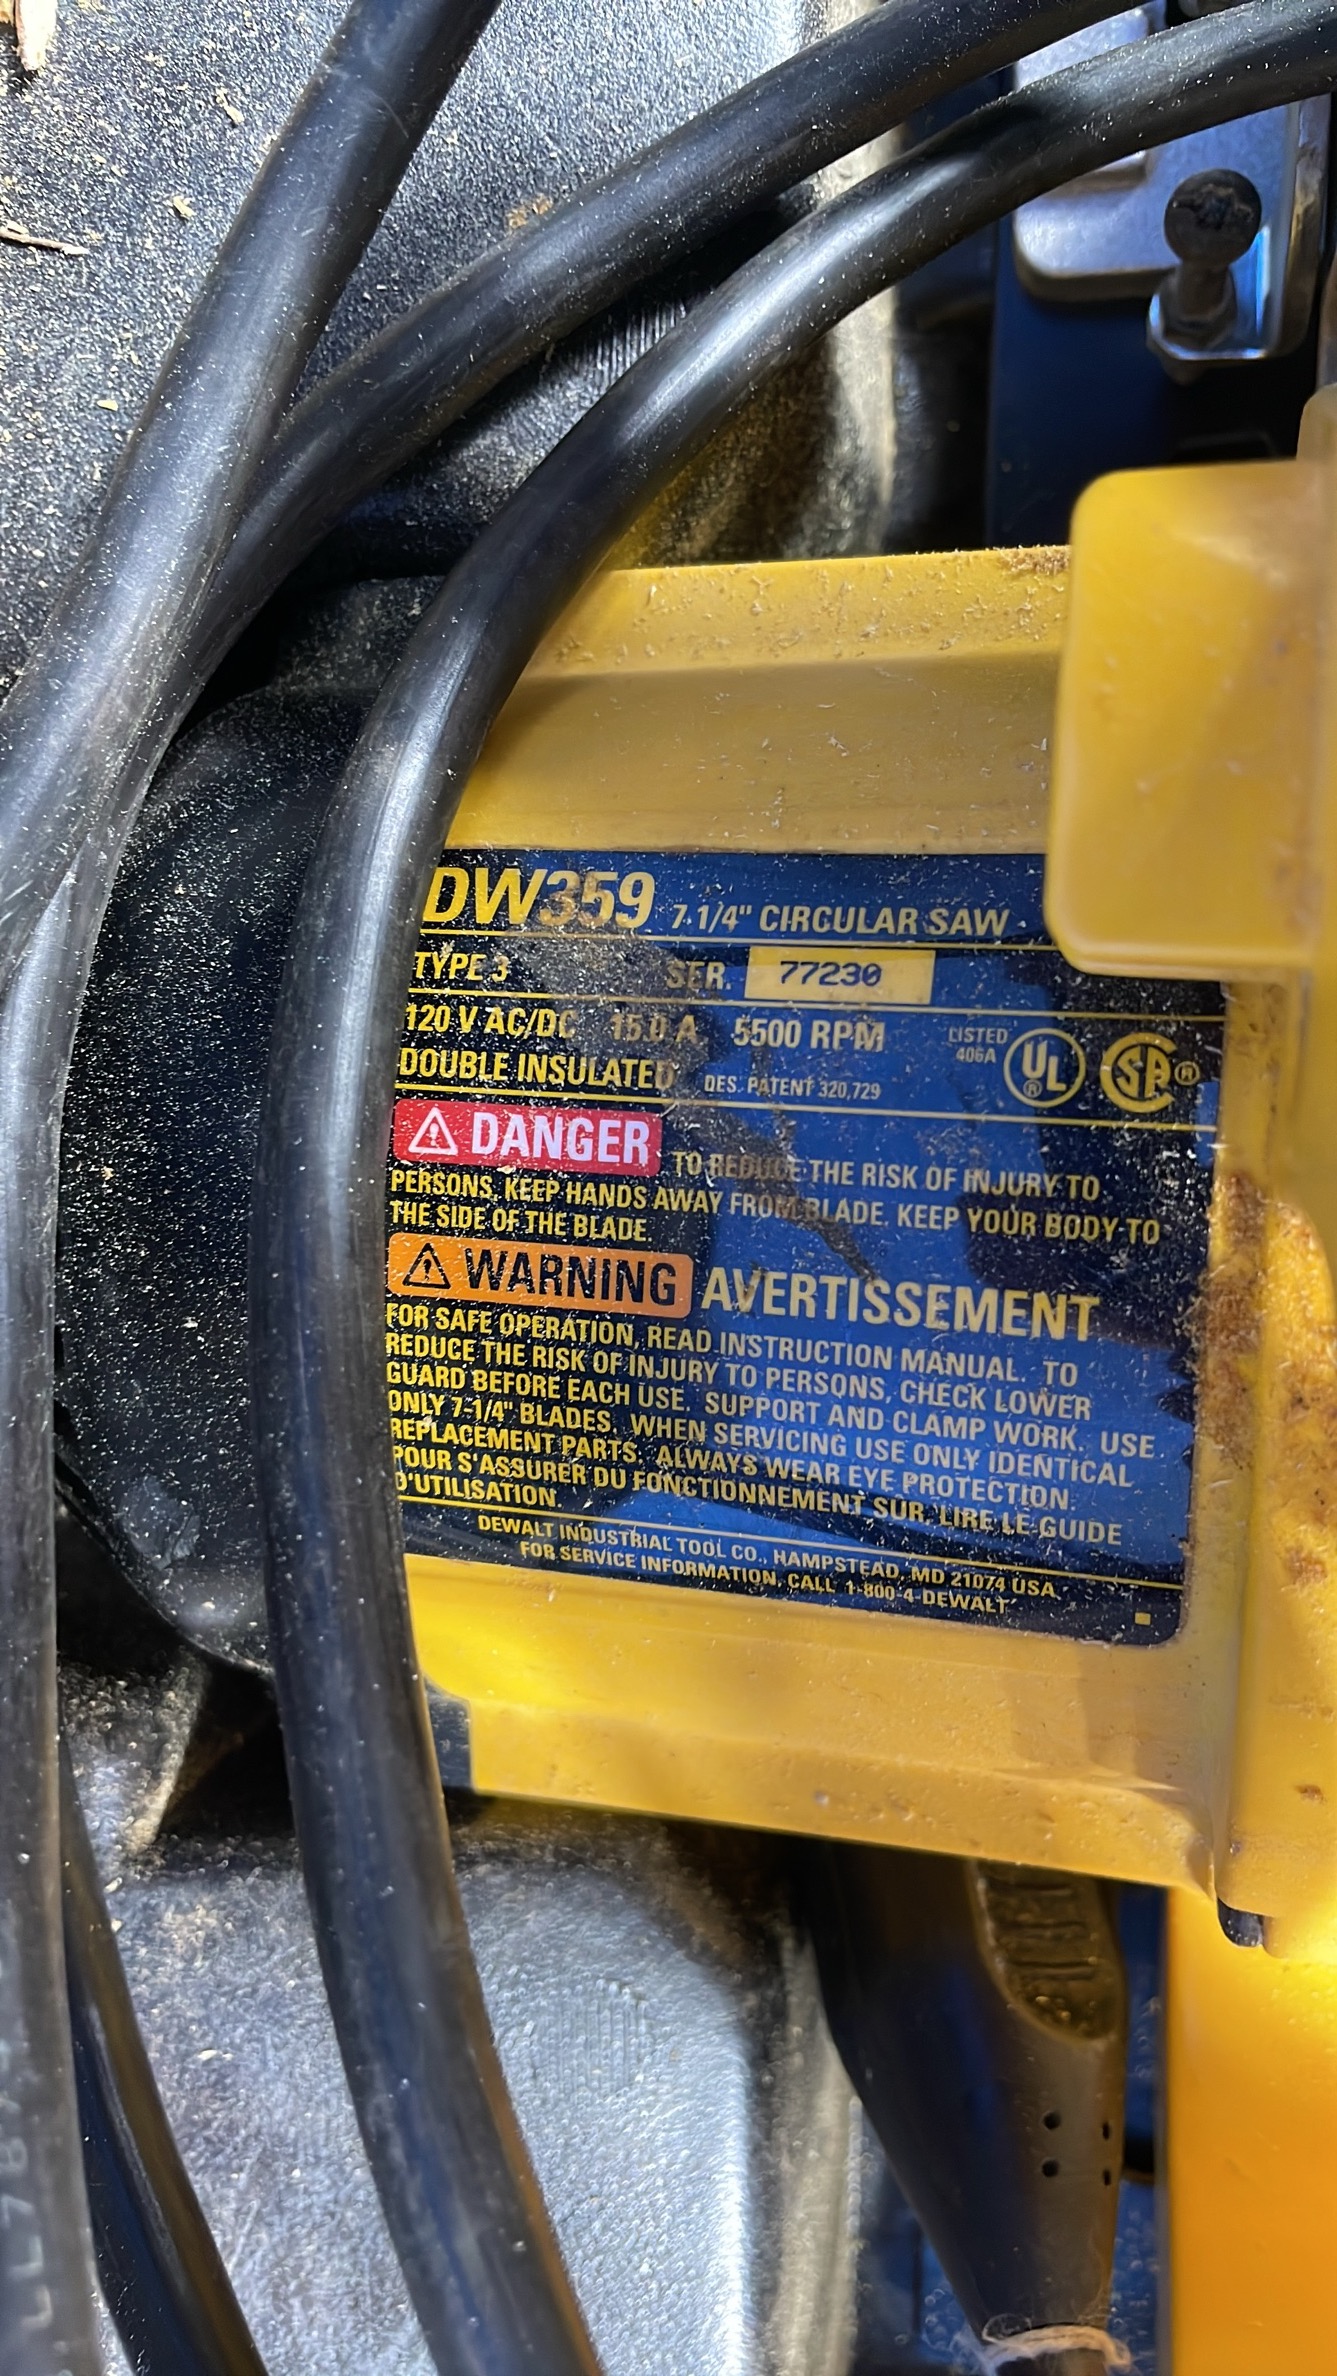 DW359 7-1/4" CIRCULAR SAW
TYPE 3 SER. 77230
120 V AC/DC 15.0 A 5500 RPM LISTED 406A UL® CSA®
DOUBLE INSULATED DES. PATENT 320,729
DANGER TO REDUCE THE RISK OF INJURY TO
PERSONS, KEEP HANDS AWAY FROM BLADE. KEEP YOUR BODY TO
THE SIDE OF THE BLADE.
WARNING AVERTISSEMENT
FOR SAFE OPERATION, READ INSTRUCTION MANUAL. TO
REDUCE THE RISK OF INJURY TO PERSONS, CHECK LOWER
GUARD BEFORE EACH USE. SUPPORT AND CLAMP WORK. USE
ONLY 7-1/4" BLADES. WHEN SERVICING USE ONLY IDENTICAL
REPLACEMENT PARTS. ALWAYS WEAR EYE PROTECTION.
POUR S'ASSURER DU FONCTIONNEMENT SUR, LIRE LE GUIDE
D'UTILISATION.
DEWALT INDUSTRIAL TOOL CO., HAMPSTEAD, MD 21074 USA
FOR SERVICE INFORMATION, CALL 1-800-4-DEWALT